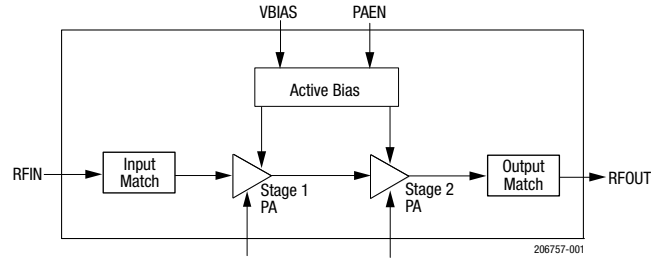 VBIAS PAEN
Active Bias
RFIN
Input
Match
Stage 1
PA
Stage 2
PA
Output
Match
RFOUT
206757-001